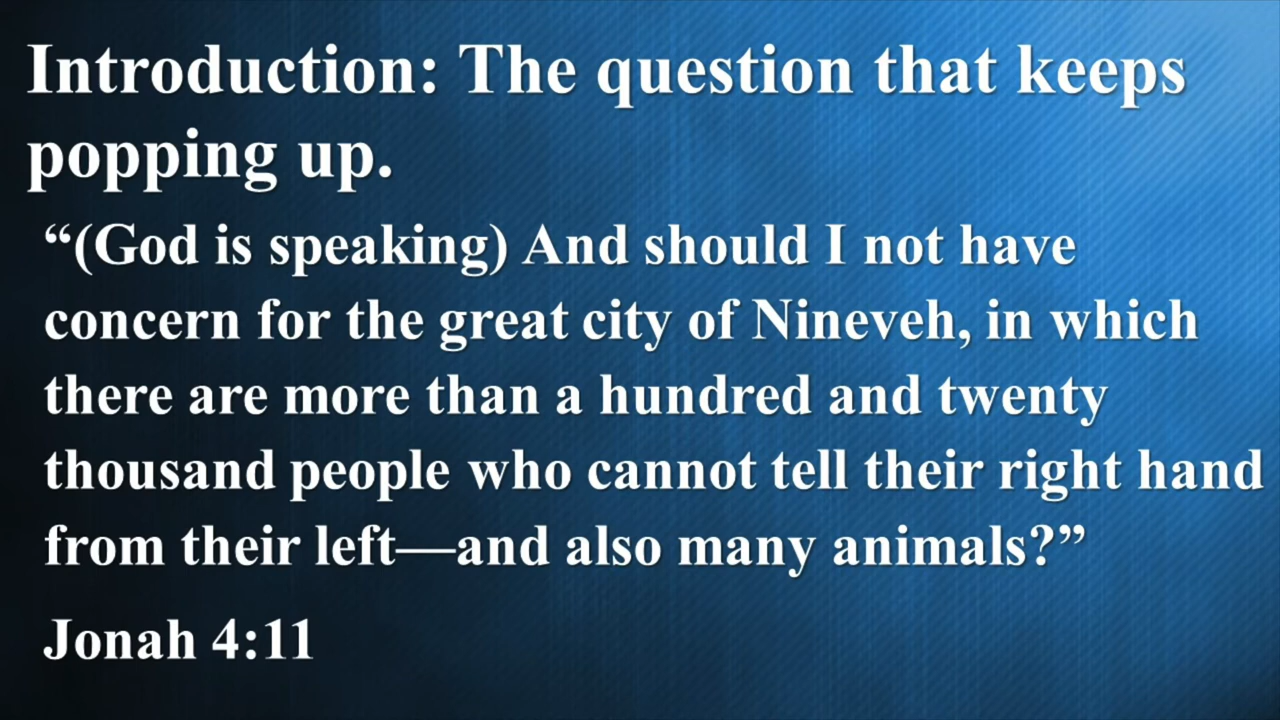 Introduction: The question that keeps
popping up.
“(God is speaking) And should I not have
concern for the great city of Nineveh, in which
there are more than a hundred and twenty
thousand people who cannot tell their right hand
from their left—and also many animals?”
Jonah 4:11